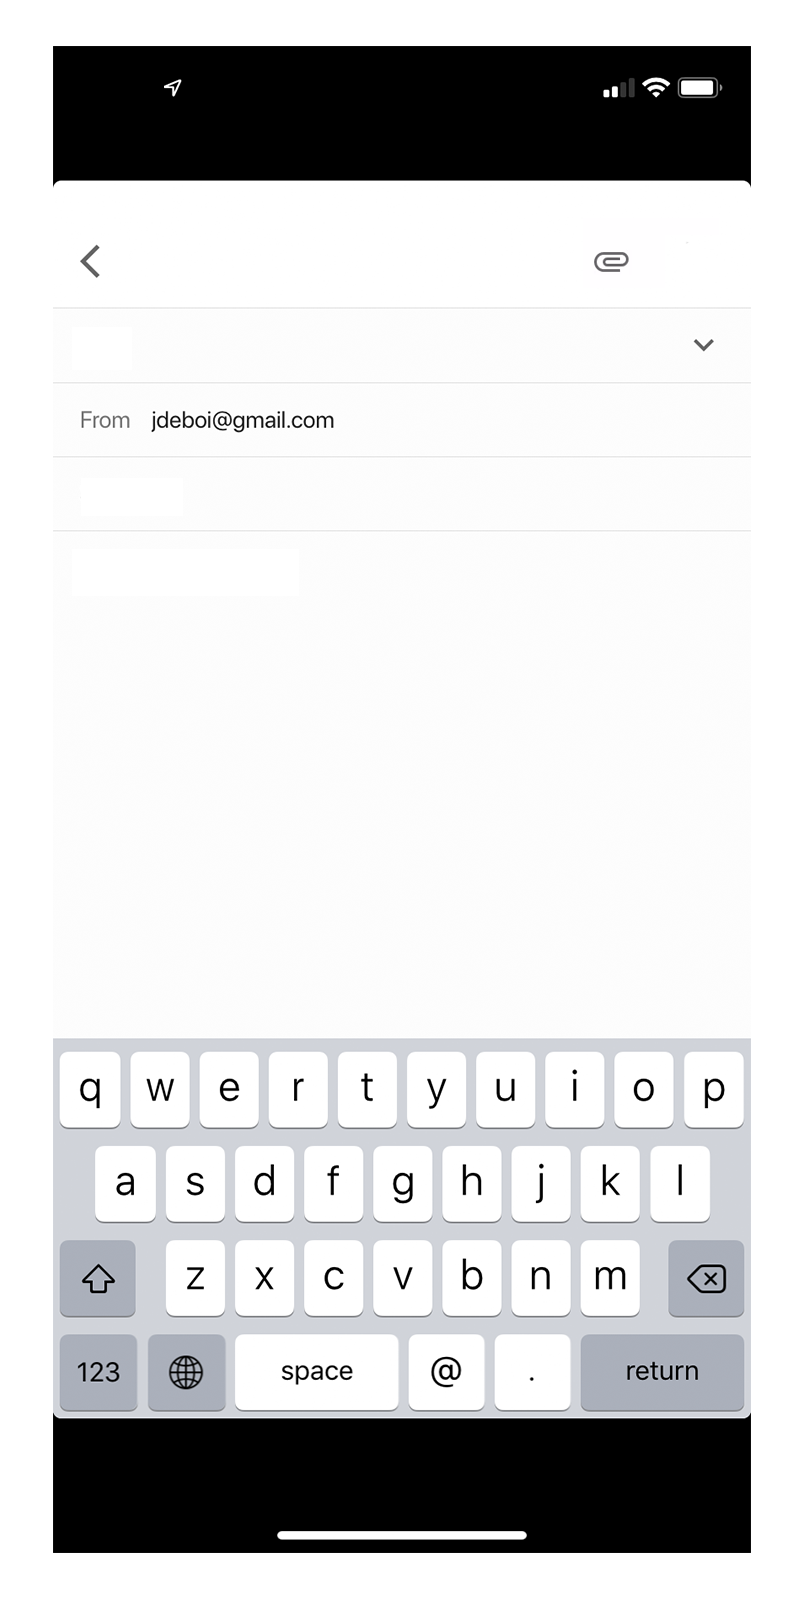 From jdeboi@gmail.com
q w e r t y u i o p
a s d f g h j k l
z x c v b n m
123 space @ . return